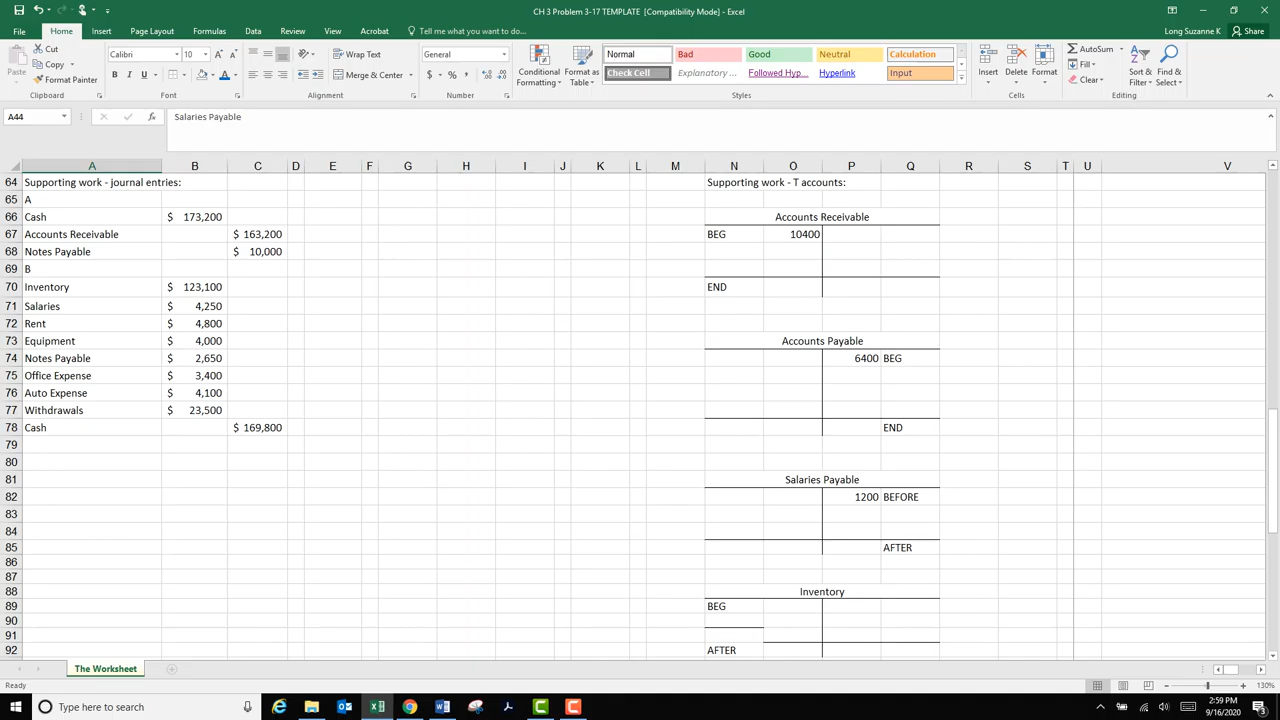 CH 3 Problem 3-17 TEMPLATE [Compatibility Mode] - Excel
Long Suzanne K
Share
File Home Insert Page Layout Formulas Data Review View Acrobat Tell me what you want to do...
Paste
Cut
Copy
Format Painter
Clipboard
Calibri 10
B I U
Font
Wrap Text
Merge & Center
Alignment
General
$ % ,
Number
Conditional Formatting
Format as Table
Normal Bad Good Neutral Calculation
Check Cell Explanatory ... Followed Hyp... Hyperlink Input
Styles
Insert Delete Format
Cells
AutoSum
Fill
Clear
Sort & Filter
Find & Select
Editing
A44 fx Salaries Payable
A B C D E F G H I J K L M N O P Q R S T U V
64 Supporting work - journal entries: Supporting work - T accounts:
65 A
66 Cash $ 173,200 Accounts Receivable
67 Accounts Receivable $ 163,200 BEG 10400
68 Notes Payable $ 10,000
69 B
70 Inventory $ 123,100 END
71 Salaries $ 4,250
72 Rent $ 4,800
73 Equipment $ 4,000 Accounts Payable
74 Notes Payable $ 2,650 6400 BEG
75 Office Expense $ 3,400
76 Auto Expense $ 4,100
77 Withdrawals $ 23,500
78 Cash $ 169,800 END
79
80
81 Salaries Payable
82 1200 BEFORE
83
84
85 AFTER
86
87
88 Inventory
89 BEG
90
91
92 AFTER
The Worksheet
Ready
130%
Type here to search
2:59 PM
9/16/2020